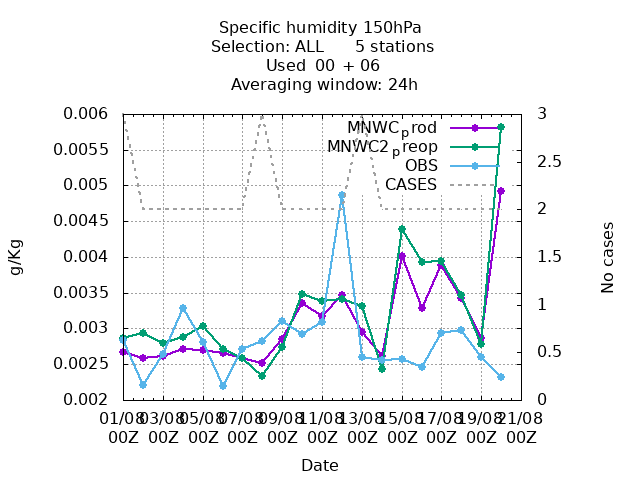 Specific humidity 150hPa
Selection: ALL 5 stations
Used 00 + 06
Averaging window: 24h
0.006
0.0055
0.005
0.0045
0.004
0.0035
0.003
0.0025
0.002
g/Kg
3
2.5
2
1.5
1
0.5
0
No cases
MNWCprod
MNWC2preop
OBS
CASES
01/08 03/08 05/08 07/08 09/08 11/08 13/08 15/08 17/08 19/08 21/08
00Z 00Z 00Z 00Z 00Z 00Z 00Z 00Z 00Z 00Z 00Z
Date